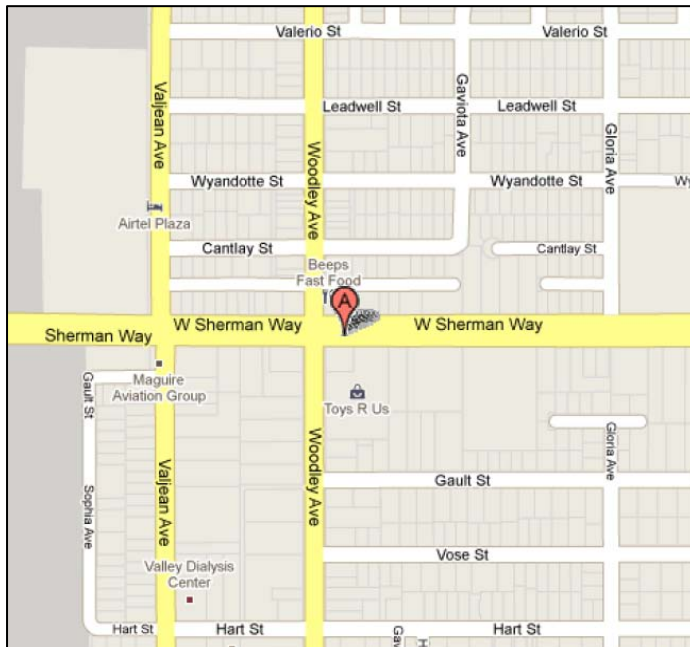 Valerio St
Valerio St
Valjean Ave
Woodley Ave
Leadwell St
Gaviota Ave
Leadwell St
Gloria Ave
Wyandotte St
Wyandotte St
Airtel Plaza
Cantlay St
Cantlay St
Beeps
Fast Food
A
Sherman Way
W Sherman Way
W Sherman Way
Gault St
Maguire
Aviation Group
Toys R Us
Woodley Ave
Gloria Ave
Gault St
Sophia Ave
Valjean Ave
Vose St
Valley Dialysis
Center
Hart St
Hart St
Hart St